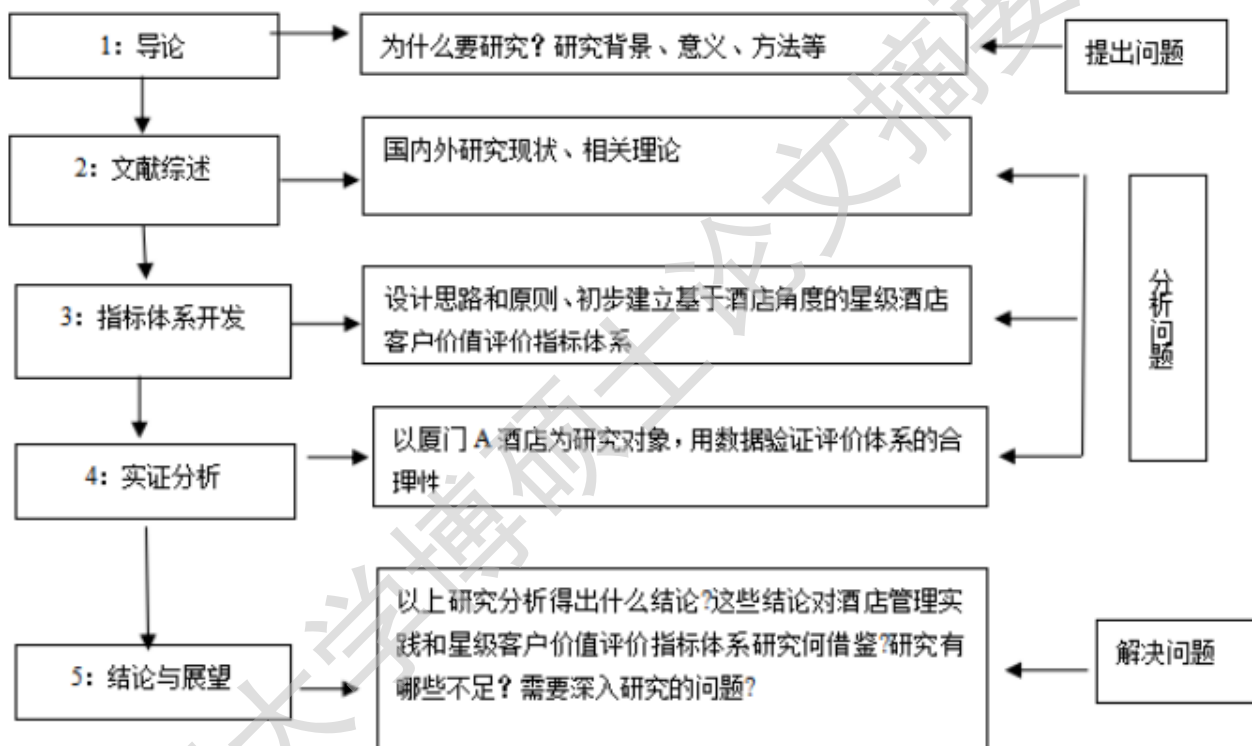 1：导论
为什么要研究？研究背景、意义、方法等
提出问题
2：文献综述
国内外研究现状、相关理论
3：指标体系开发
设计思路和原则、初步建立基于酒店角度的星级酒店
客户价值评价指标体系
分析问题
4：实证分析
以厦门 A 酒店为研究对象，用数据验证评价体系的合
理性
5：结论与展望
以上研究分析得出什么结论?这些结论对酒店管理实
践和星级客户价值评价指标体系研究何借鉴?研究有
哪些不足？需要深入研究的问题?
解决问题
大学博硕士论文摘要